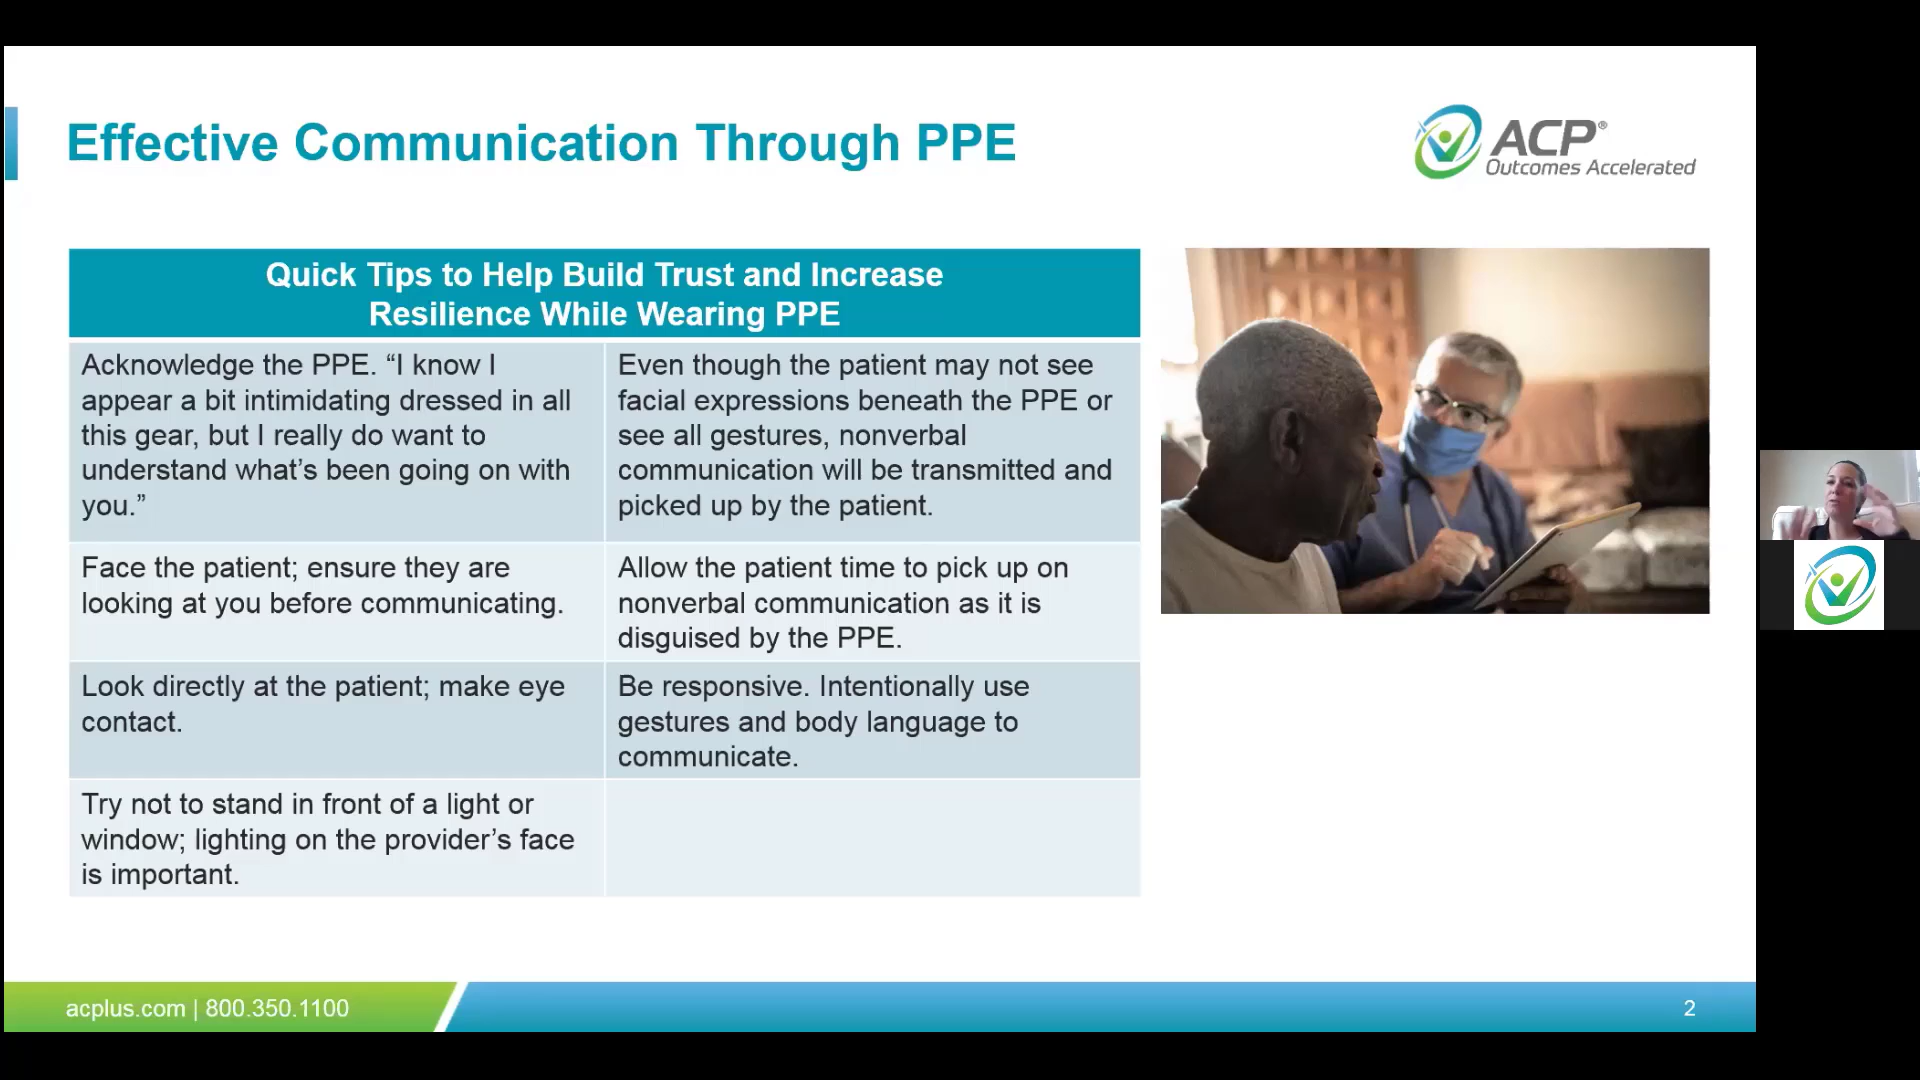 Effective Communication Through PPE
ACP®
Outcomes Accelerated
Quick Tips to Help Build Trust and Increase
Resilience While Wearing PPE
Acknowledge the PPE. “I know I
appear a bit intimidating dressed in all
this gear, but I really do want to
understand what’s been going on with
you.”
Even though the patient may not see
facial expressions beneath the PPE or
see all gestures, nonverbal
communication will be transmitted and
picked up by the patient.
Face the patient; ensure they are
looking at you before communicating.
Allow the patient time to pick up on
nonverbal communication as it is
disguised by the PPE.
Look directly at the patient; make eye
contact.
Be responsive. Intentionally use
gestures and body language to
communicate.
Try not to stand in front of a light or
window; lighting on the provider’s face
is important.
acplus.com | 800.350.1100
2